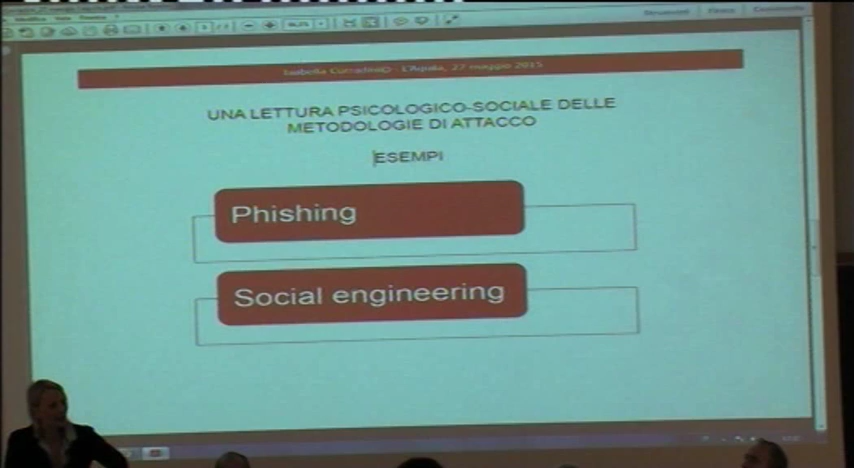 Isabella Corradini© - L'Aquila, 27 maggio 2015
UNA LETTURA PSICOLOGICO-SOCIALE DELLE
METODOLOGIE DI ATTACCO
ESEMPI
Phishing
Social engineering